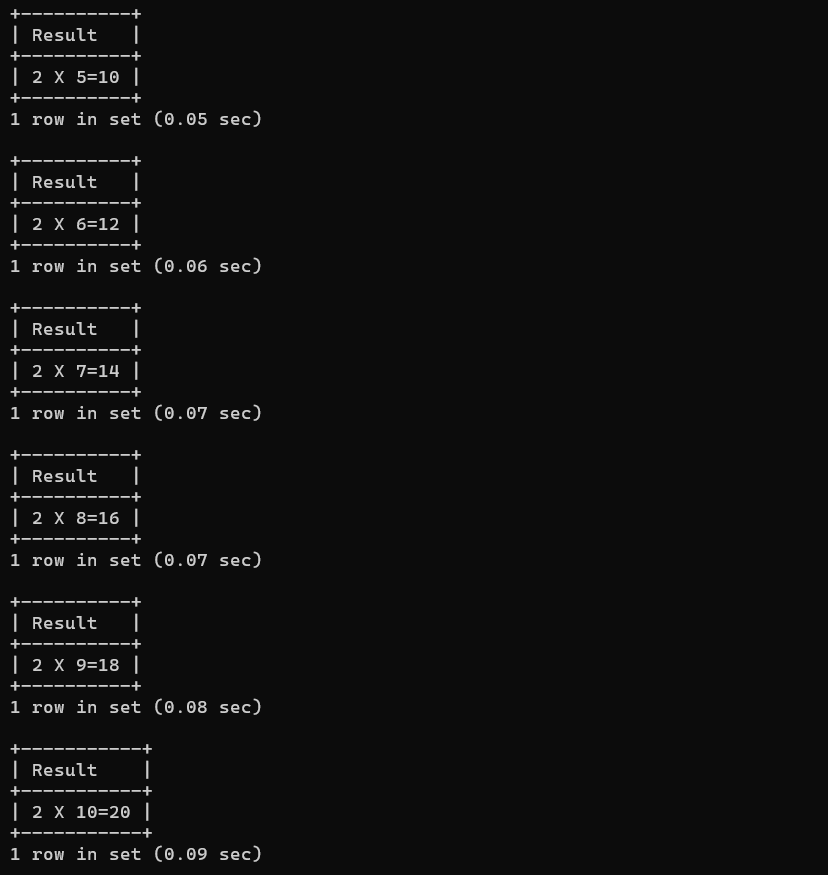 +----------+
| Result   |
+----------+
| 2 X 5=10 |
+----------+
1 row in set (0.05 sec)

+----------+
| Result   |
+----------+
| 2 X 6=12 |
+----------+
1 row in set (0.06 sec)

+----------+
| Result   |
+----------+
| 2 X 7=14 |
+----------+
1 row in set (0.07 sec)

+----------+
| Result   |
+----------+
| 2 X 8=16 |
+----------+
1 row in set (0.07 sec)

+----------+
| Result   |
+----------+
| 2 X 9=18 |
+----------+
1 row in set (0.08 sec)

+-----------+
| Result    |
+-----------+
| 2 X 10=20 |
+-----------+
1 row in set (0.09 sec)